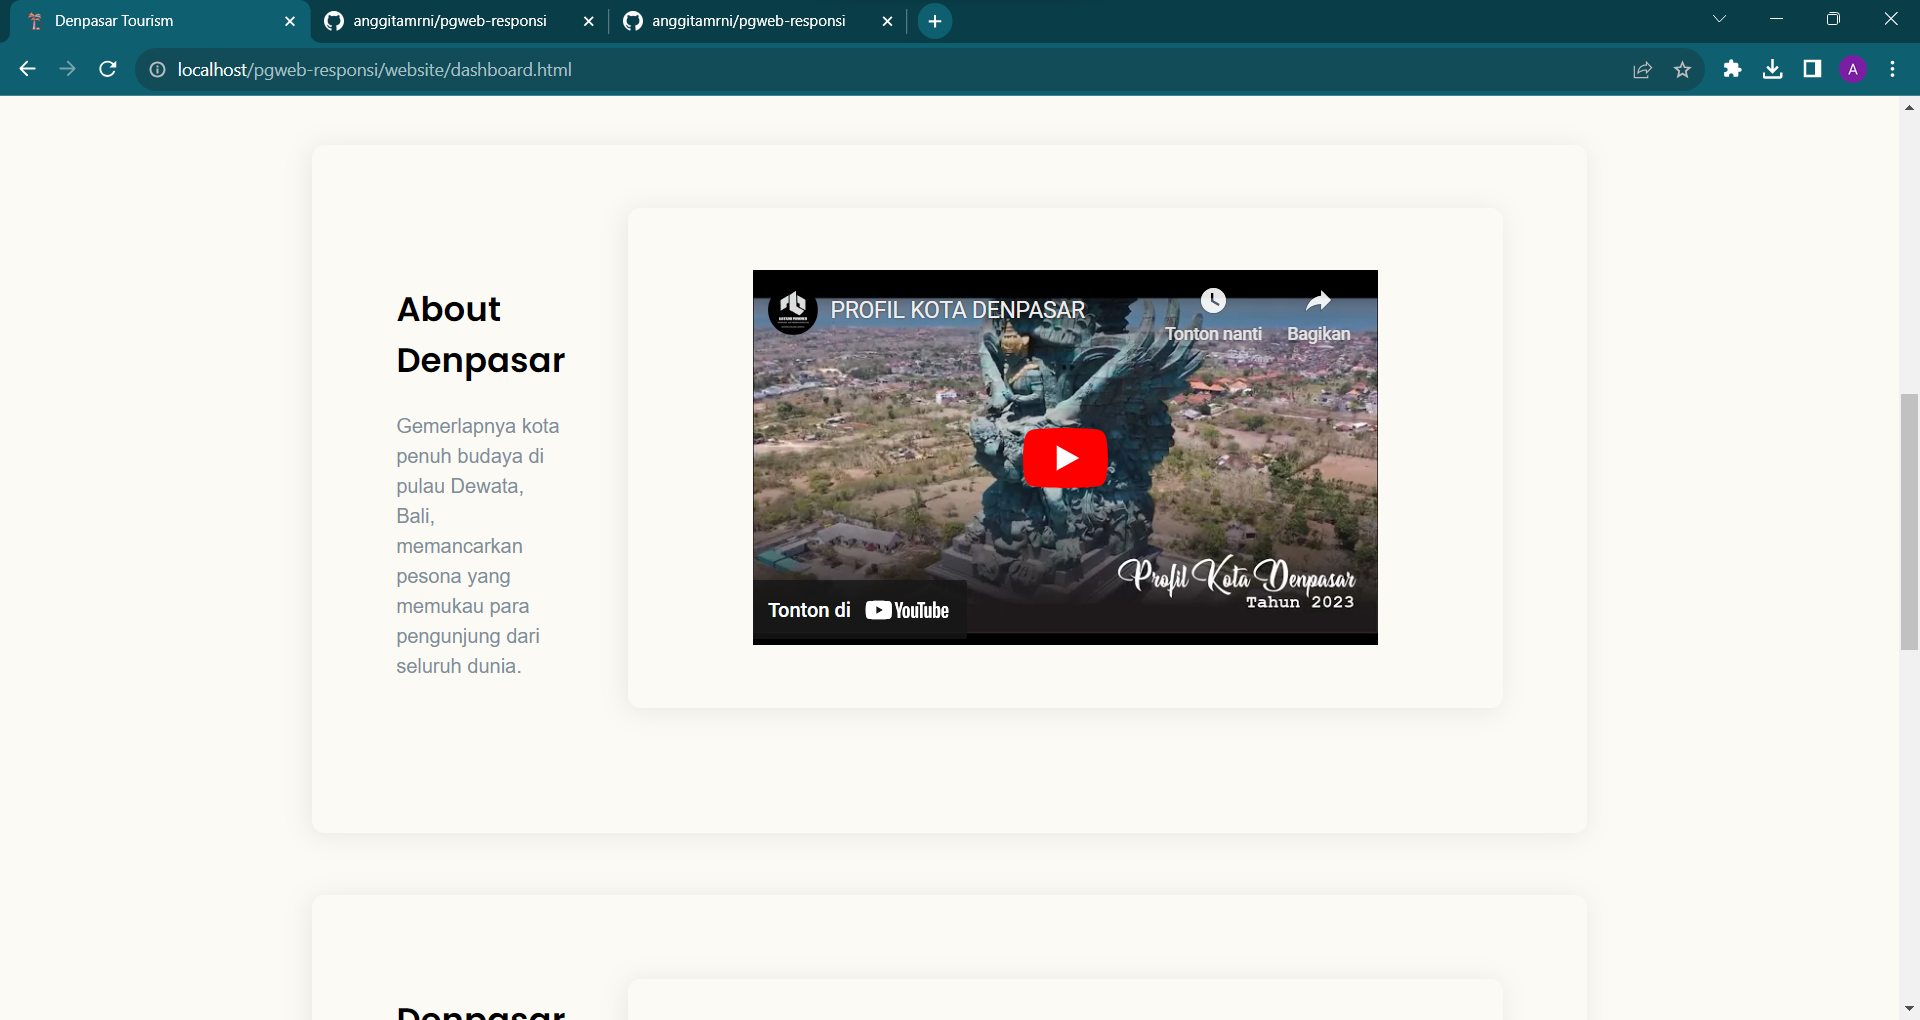 Denpasar Tourism
anggitamrni/pgweb-responsi
anggitamrni/pgweb-responsi
localhost/pgweb-responsi/website/dashboard.html
A
About
Denpasar
Gemerlapnya kota
penuh budaya di
pulau Dewata,
Bali,
memancarkan
pesona yang
memukau para
pengunjung dari
seluruh dunia.
PROFIL KOTA DENPASAR
Tonton nanti
Bagikan
Profil Kota Denpasar
Tahun 2023
Tonton di YouTube
Denpasar